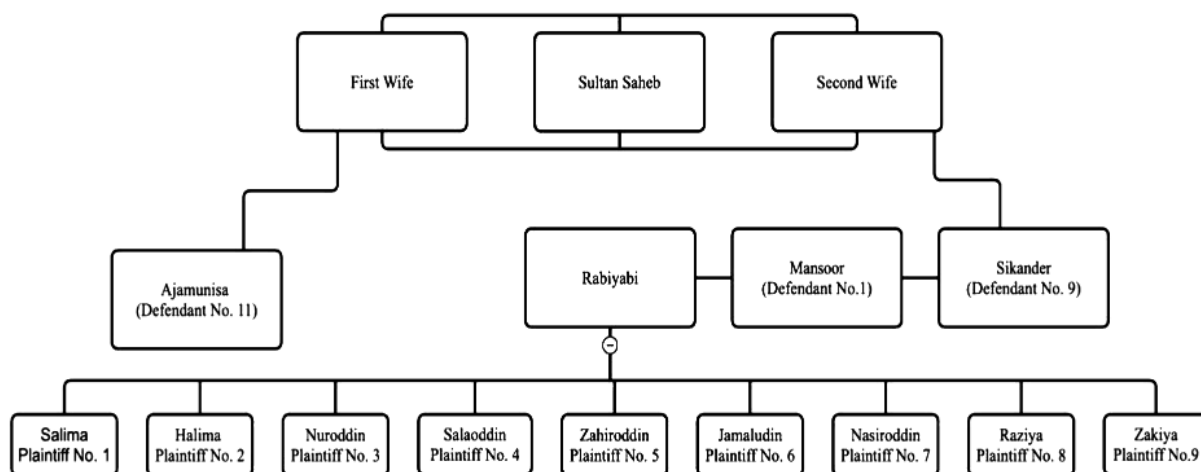 First Wife
Sultan Saheb
Second Wife
Ajamunisa
(Defendant No. 11)
Rabiyabi
Mansoor
(Defendant No.1)
Sikander
(Defendant No. 9)
Salima
Plaintiff No. 1
Halima
Plaintiff No. 2
Nuroddin
Plaintiff No. 3
Salaoddin
Plaintiff No. 4
Zahiroddin
Plaintiff No. 5
Jamaludin
Plaintiff No. 6
Nasiroddin
Plaintiff No. 7
Raziya
Plaintiff No. 8
Zakiya
Plaintiff No.9